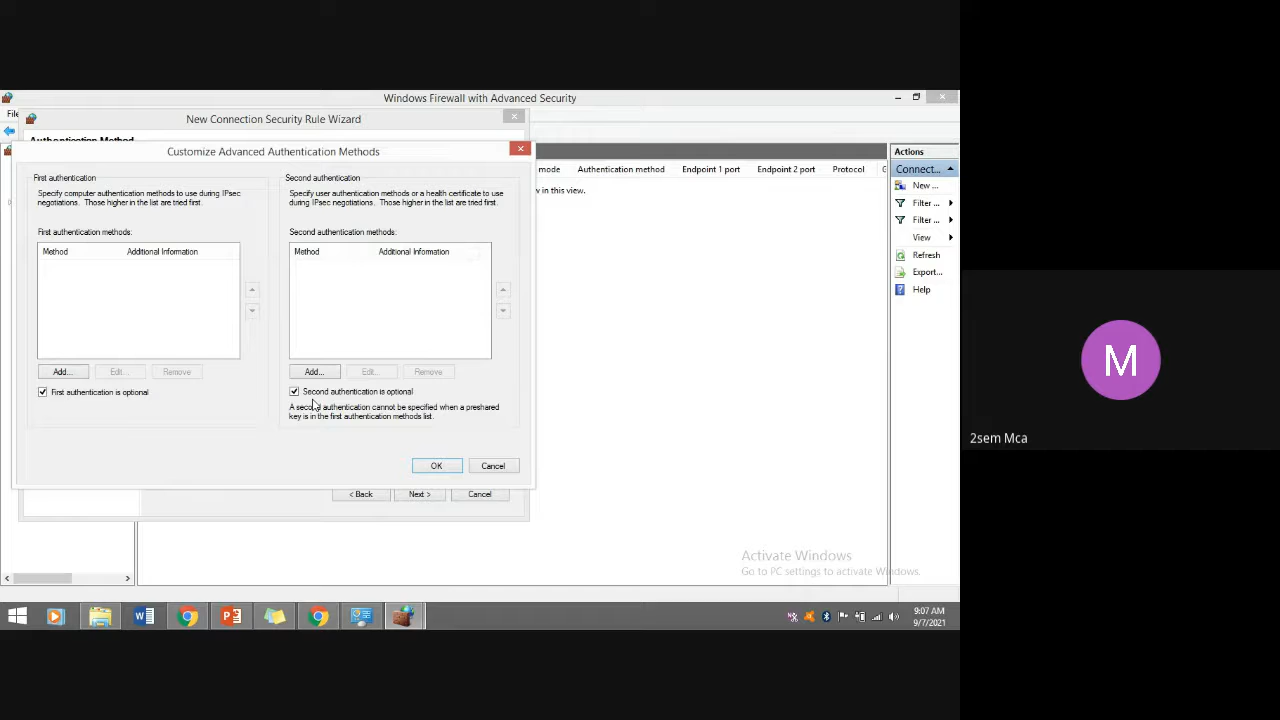 Windows Firewall with Advanced Security
File
New Connection Security Rule Wizard
Authentication Method
Customize Advanced Authentication Methods
First authentication
Specify computer authentication methods to use during IPsec
negotiations. Those higher in the list are tried first.
First authentication methods:
Method Additional Information
Add... Edit... Remove
First authentication is optional
Second authentication
Specify user authentication methods or a health certificate to use
during IPsec negotiations. Those higher in the list are tried first.
Second authentication methods:
Method Additional Information
Add... Edit... Remove
Second authentication is optional
A second authentication cannot be specified when a preshared
key is in the first authentication methods list.
OK Cancel
< Back Next > Cancel
mode Authentication method Endpoint 1 port Endpoint 2 port Protocol
w in this view.
Actions
Connect...
New ...
Filter ...
Filter ...
View
Refresh
Export...
Help
Activate Windows
Go to PC settings to activate Windows.
9:07 AM
9/7/2021
M
2sem Mca